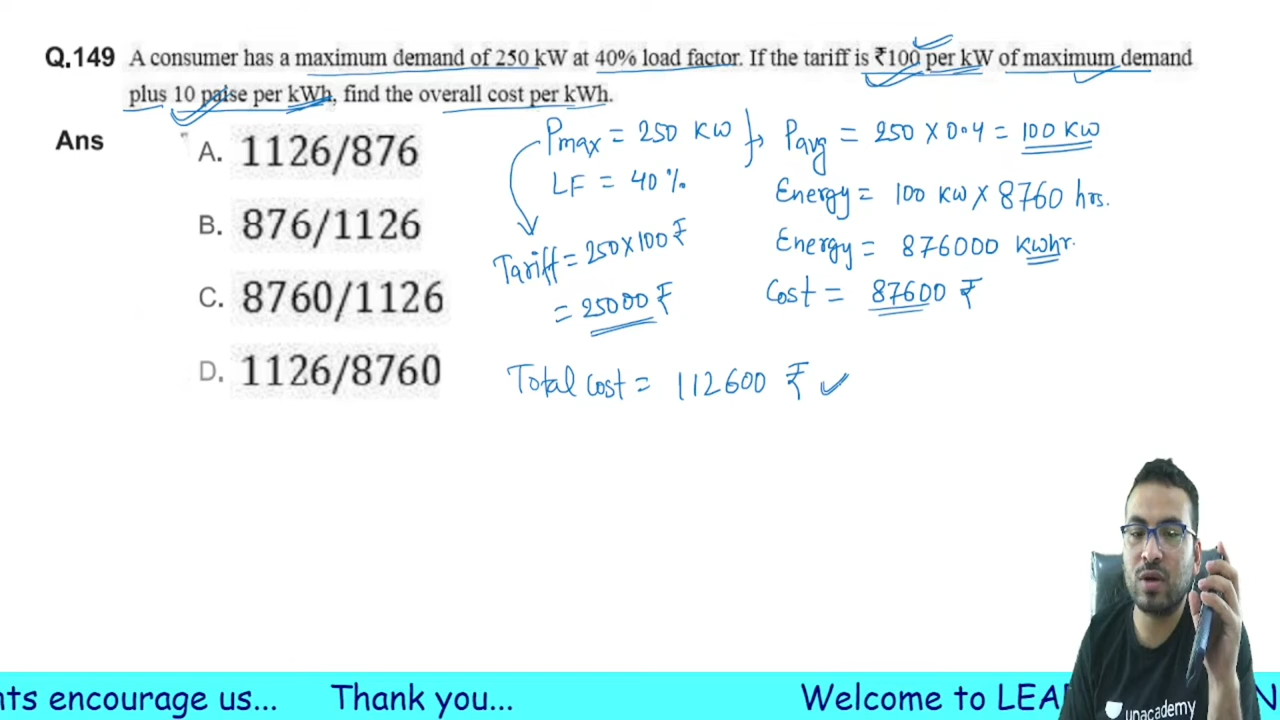 Q.149 A consumer has a maximum demand of 250 kW at 40% load factor. If the tariff is ₹100 per kW of maximum demand
plus 10 paise per kWh, find the overall cost per kWh.
Ans
A. 1126/876
B. 876/1126
C. 8760/1126
D. 1126/8760
Pmax = 250 KW
LF = 40 %
Tariff = 250 × 100 ₹
= 25000 ₹
Pavg = 250 × 0.4 = 100 KW
Energy = 100 KW × 8760 hrs.
Energy = 876000 kwhr.
Cost = 87600 ₹
Total cost = 112600 ₹
nts encourage us... Thank you... Welcome to LEA N
unacademy